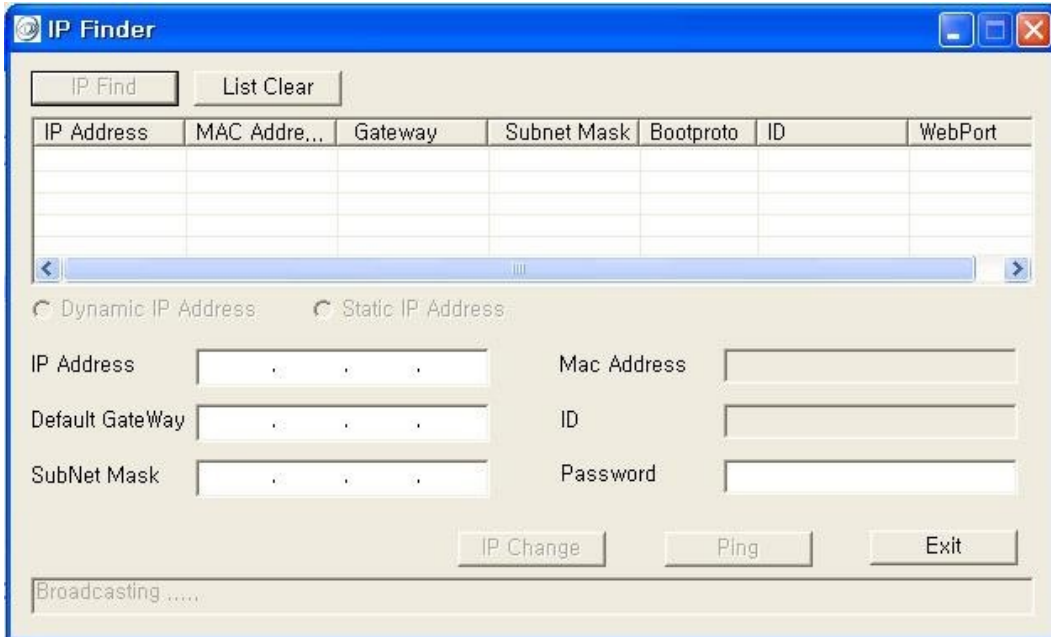 IP Finder
IP Find List Clear
IP Address MAC Addre... Gateway Subnet Mask Bootproto ID WebPort
Dynamic IP Address Static IP Address
IP Address . . . Mac Address
Default GateWay . . . ID
SubNet Mask . . . Password
IP Change Ping Exit
Broadcasting .....